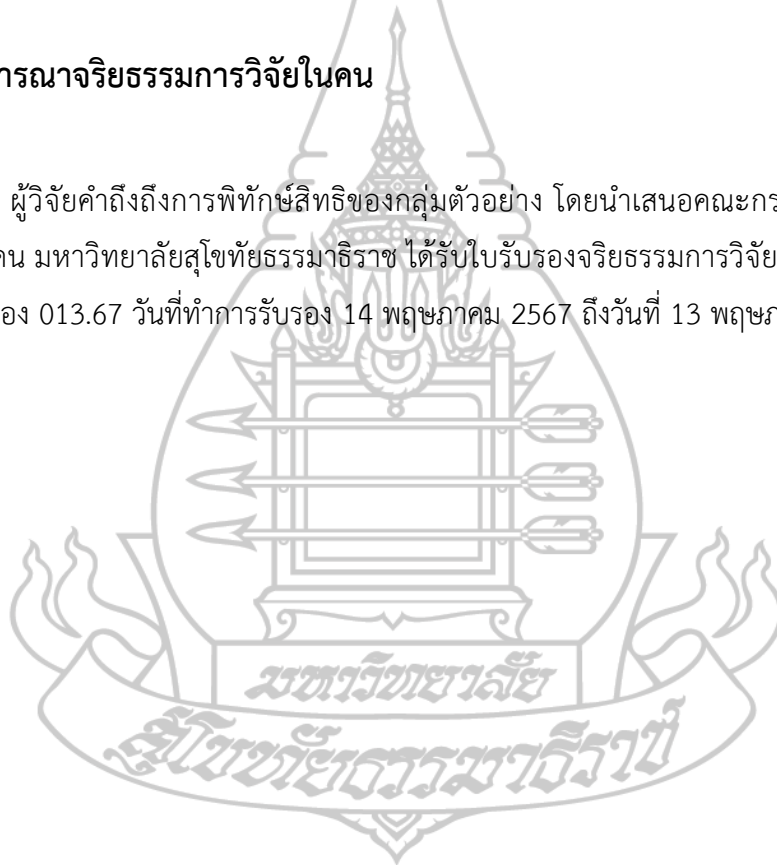 ารณาจริยธรรมการวิจัยในคน
ผู้วิจัยคำถึงถึงการพิทักษ์สิทธิของกลุ่มตัวอย่าง โดยนำเสนอคณะกร
คน มหาวิทยาลัยสุโขทัยธรรมาธิราช ได้รับใบรับรองจริยธรรมการวิจัย
อง 013.67 วันที่ทำการรับรอง 14 พฤษภาคม 2567 ถึงวันที่ 13 พฤษภ
มหาวิทยาลัย
สุโขทัยธรรมาธิราช